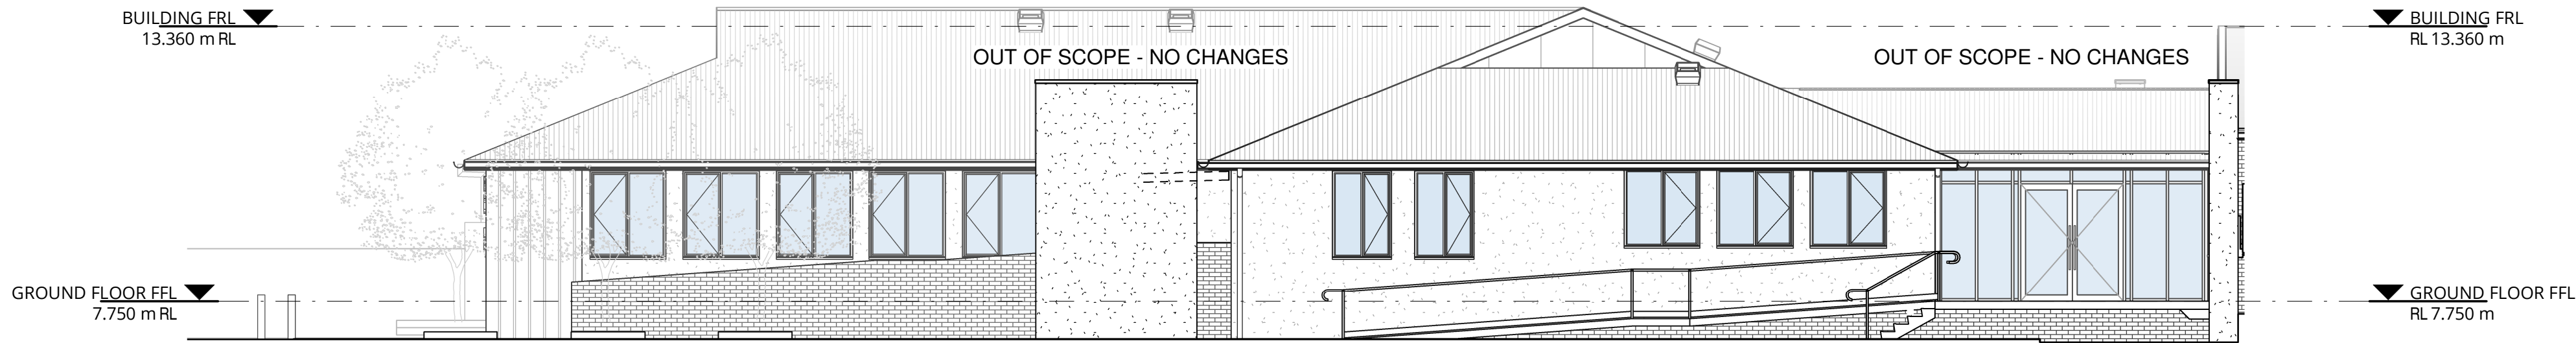 BUILDING FRL
13.360 m RL
OUT OF SCOPE - NO CHANGES
OUT OF SCOPE - NO CHANGES
BUILDING FRL
RL 13.360 m
GROUND FLOOR FFL
7.750 m RL
GROUND FLOOR FFL
RL 7.750 m